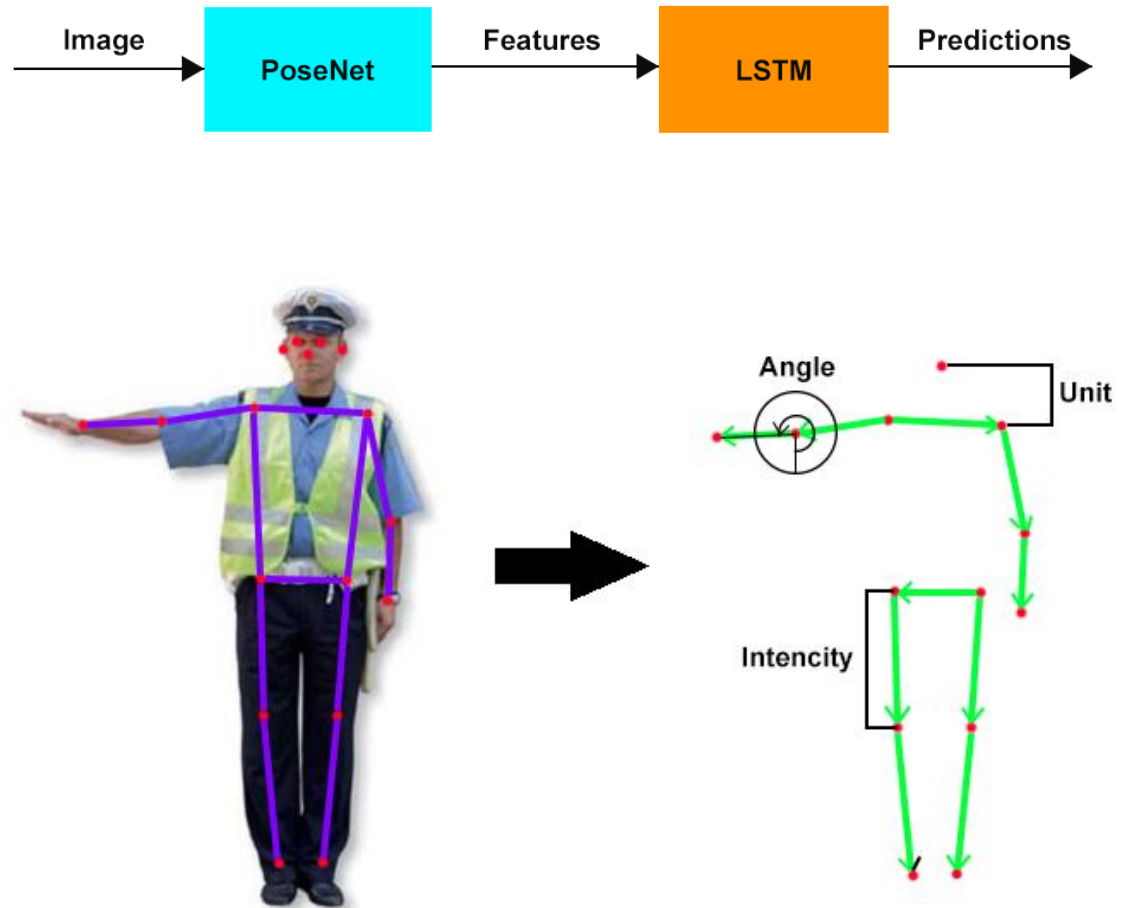 Image
PoseNet
Features
LSTM
Predictions
Angle
Unit
Intencity